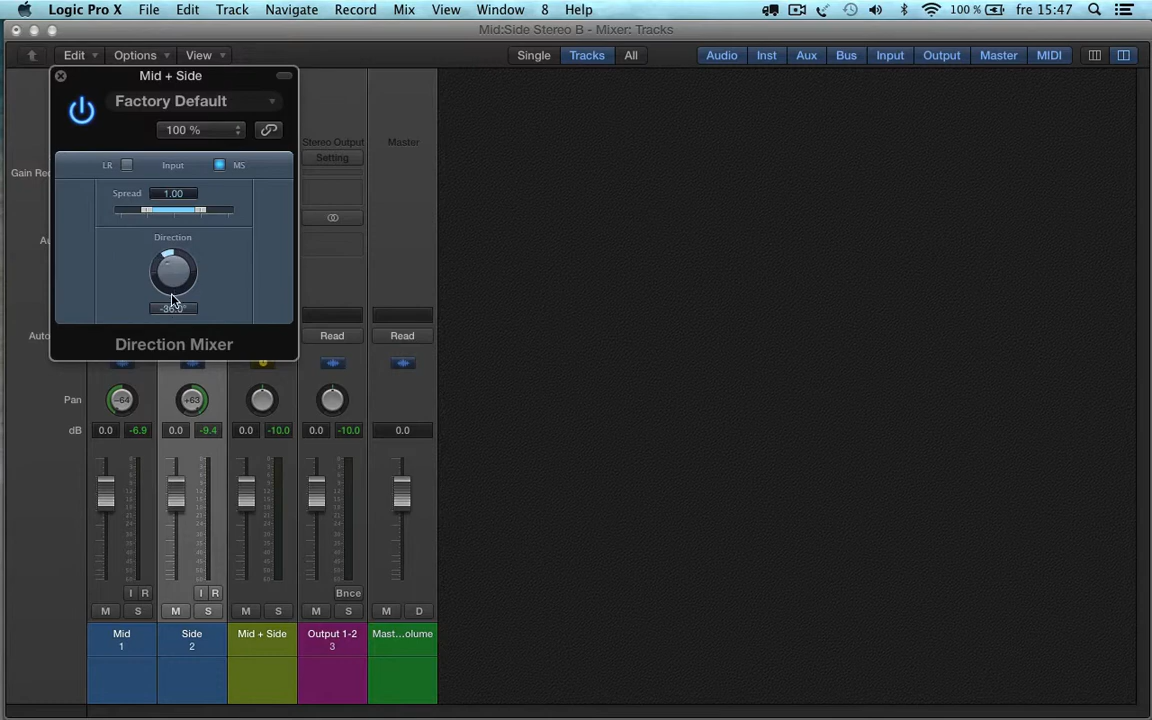 Logic Pro X File Edit Track Navigate Record Mix View Window 8 Help 100 % fre 15:47
Mid:Side Stereo B - Mixer: Tracks
Edit Options View Single Tracks All Audio Inst Aux Bus Input Output Master MIDI
Mid + Side
Factory Default
100 %
LR Input MS
Spread 1.00
Direction
Direction Mixer
Stereo Output Master
Setting
Gain Rec
Au
Auto Read Read
Pan -64 +63
dB 0.0 -6.9 0.0 -9.4 0.0 -10.0 0.0 -10.0 0.0
I R I R Bnce
M S M S M S M S M D
Mid Side Mid + Side Output 1-2 Mast...olume
1 2 3